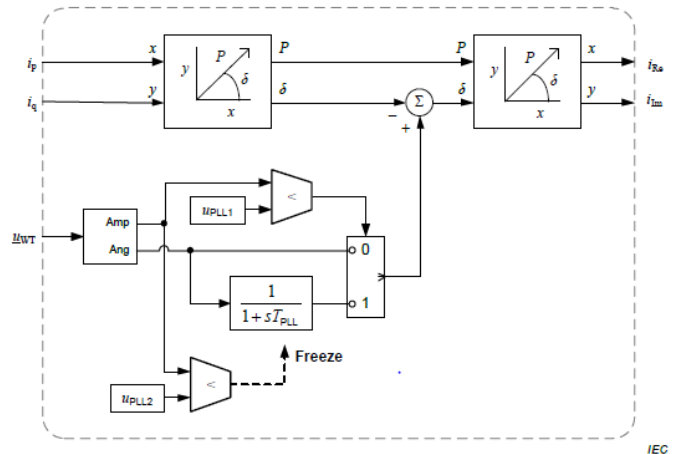 i_P x P δ y x P P P δ y x x i_Re
i_q y δ − Σ δ y i_Im
+
<
u_PLL1
u_WT Amp
Ang 0
1
1+sT_PLL 1
Freeze
<
u_PLL2
IEC